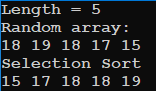 Length = 5
Random array:
18 19 18 17 15
Selection Sort
15 17 18 18 19